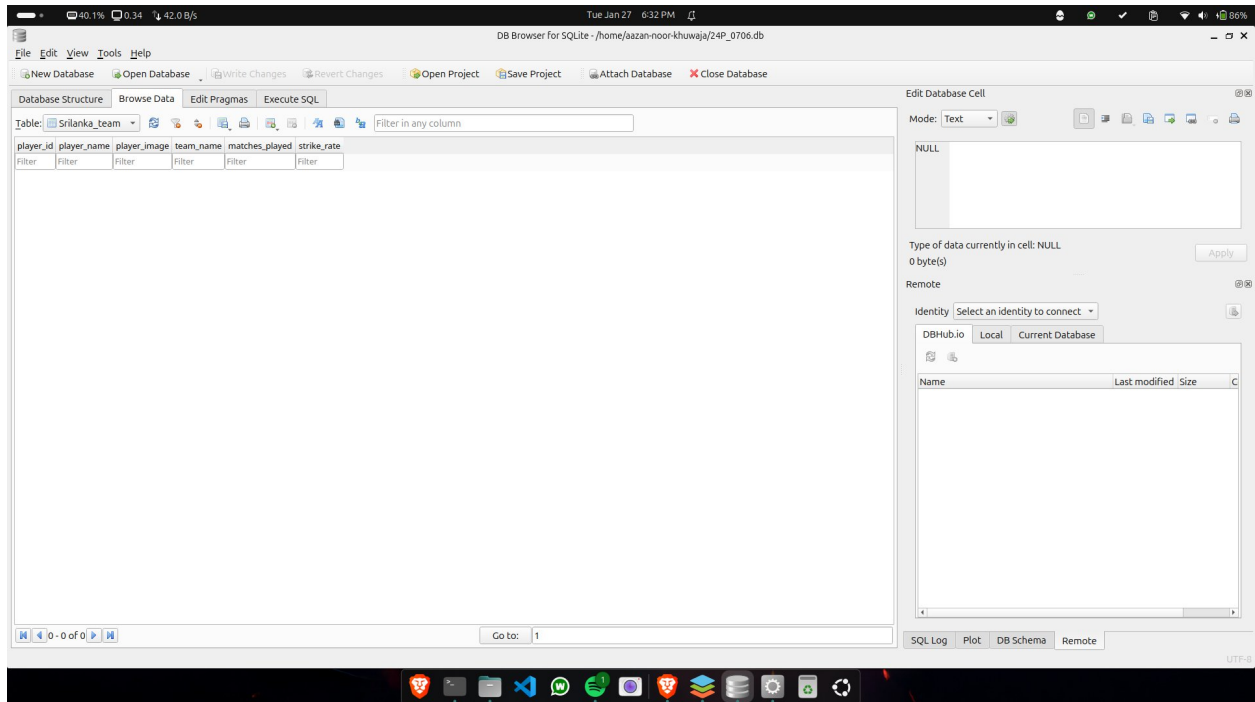 40.1% 0.34 42.0 B/s Tue Jan 27 6:32 PM 86%
DB Browser for SQLite - /home/aazan-noor-khuwaja/24P_0706.db
File Edit View Tools Help
New Database Open Database Write Changes Revert Changes Open Project Save Project Attach Database Close Database
Database Structure Browse Data Edit Pragmas Execute SQL
Table: Srilanka_team Filter in any column
player_id player_name player_image team_name matches_played strike_rate
Filter Filter Filter Filter Filter Filter
0 - 0 of 0 Go to: 1
Edit Database Cell
Mode: Text
NULL
Type of data currently in cell: NULL
0 byte(s)
Apply
Remote
Identity Select an identity to connect
DBHub.io Local Current Database
Name Last modified Size C
SQL Log Plot DB Schema Remote
UTF-8